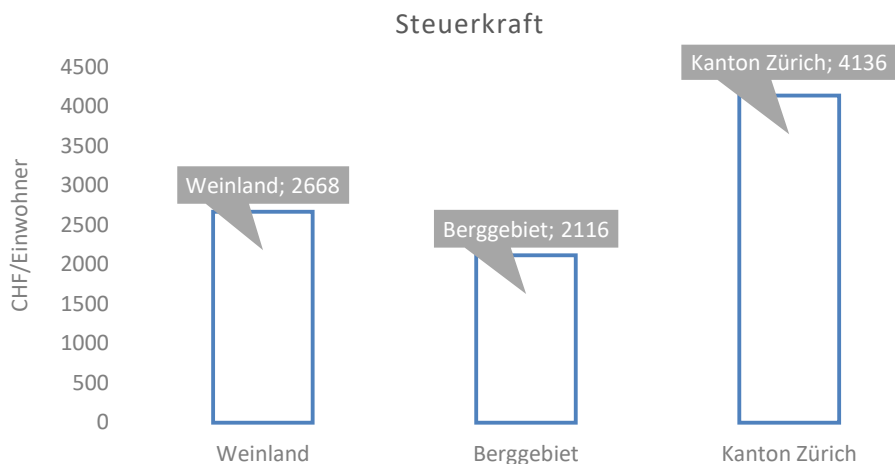 Steuerkraft
CHF/Einwohner
4500
4000
3500
3000
2500
2000
1500
1000
500
0
Weinland; 2668
Berggebiet; 2116
Kanton Zürich; 4136
Weinland
Berggebiet
Kanton Zürich